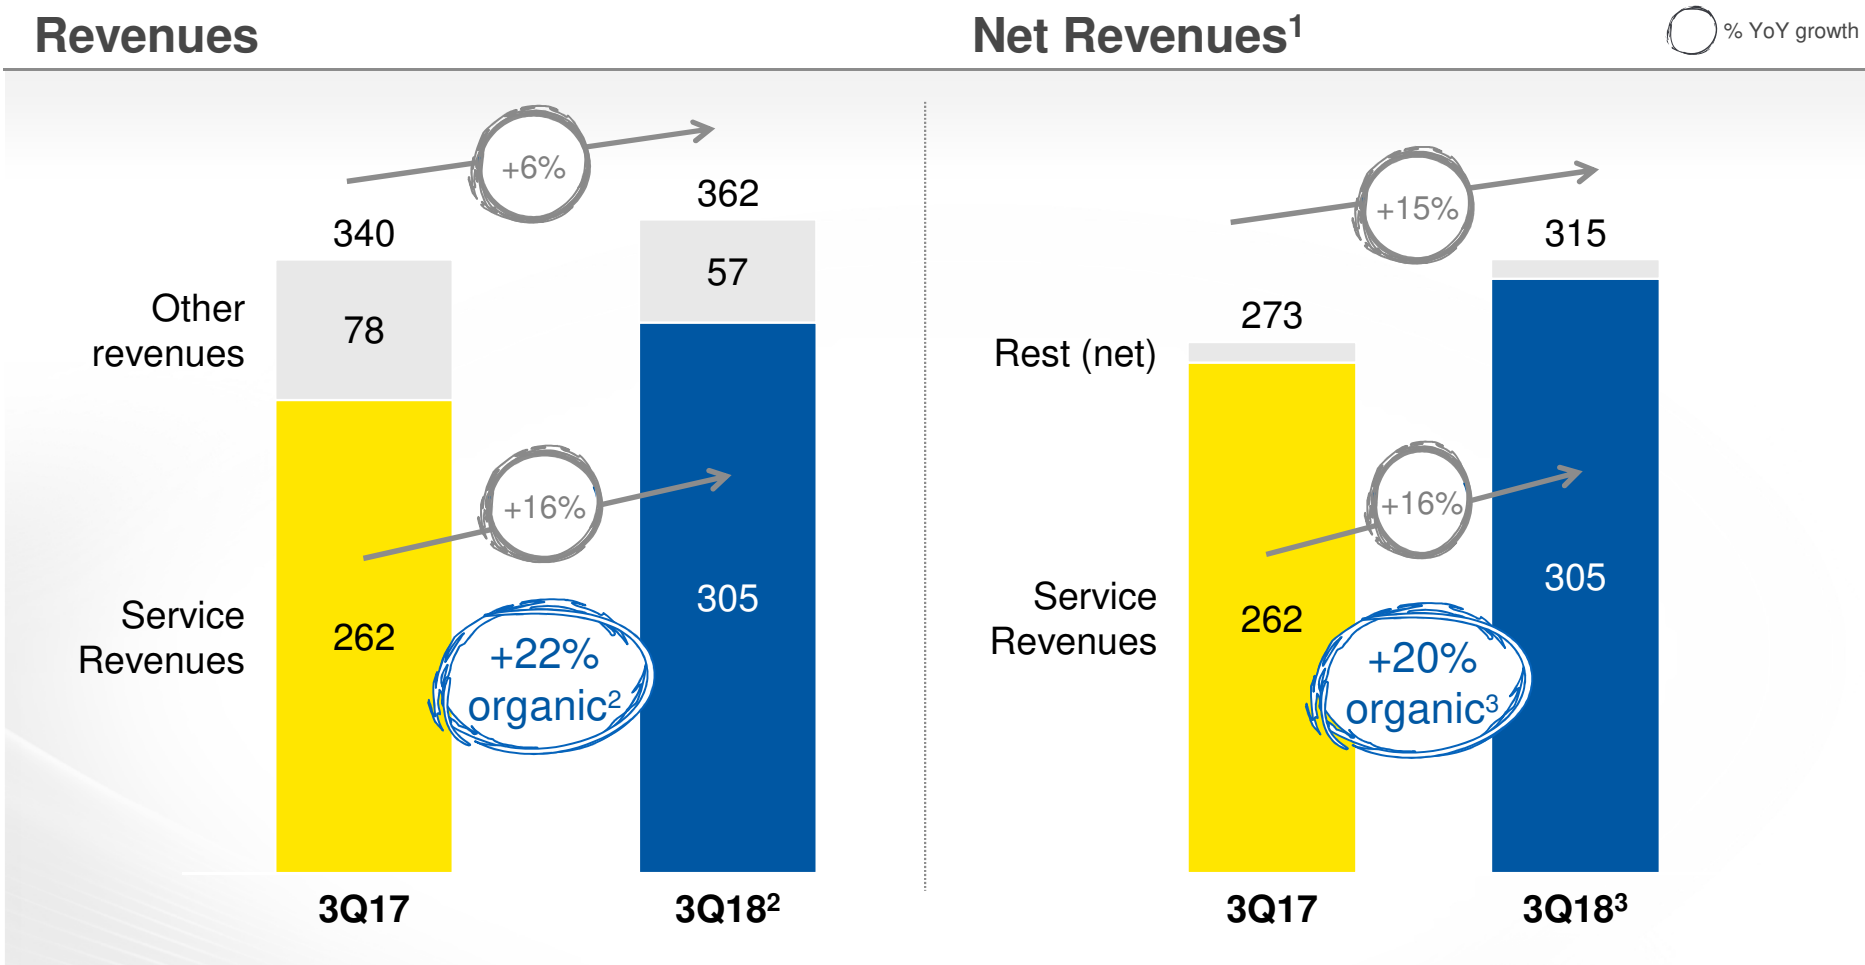 Revenues
Net Revenues¹
% YoY growth
+6%
340
362
Other
revenues
78
57
+16%
Service
Revenues
262
305
+22%
organic²
3Q17
3Q18²
+15%
273
315
Rest (net)
+16%
Service
Revenues
262
305
+20%
organic³
3Q17
3Q18³